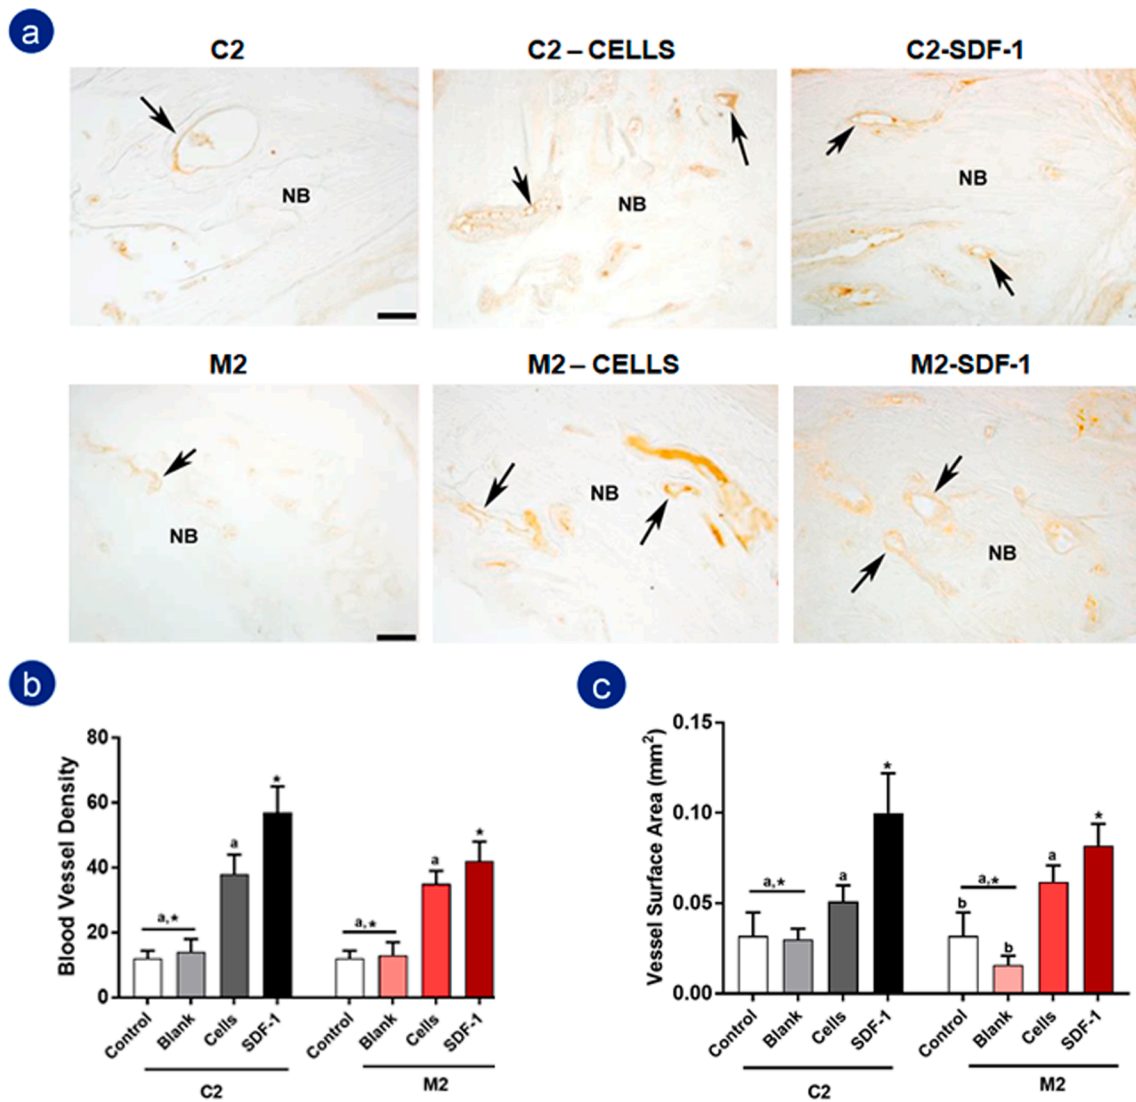 a
C2
C2 – CELLS
C2-SDF-1
NB
NB
NB
M2
M2 – CELLS
M2-SDF-1
NB
NB
NB
b
Blood Vessel Density
80
60
40
20
0
a,*
a
*
a,*
a
*
Control
Blank
Cells
SDF-1
Control
Blank
Cells
SDF-1
C2
M2
c
Vessel Surface Area (mm²)
0.15
0.10
0.05
0.00
a,*
a
*
a,*
b
b
a
*
Control
Blank
Cells
SDF-1
Control
Blank
Cells
SDF-1
C2
M2